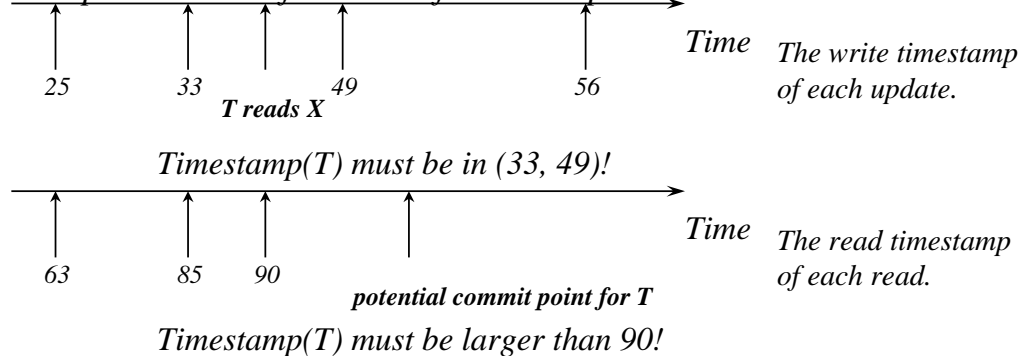 Time
The write timestamp
of each update.
25 33 49 56
T reads X
Timestamp(T) must be in (33, 49)!
Time
The read timestamp
of each read.
63 85 90
potential commit point for T
Timestamp(T) must be larger than 90!